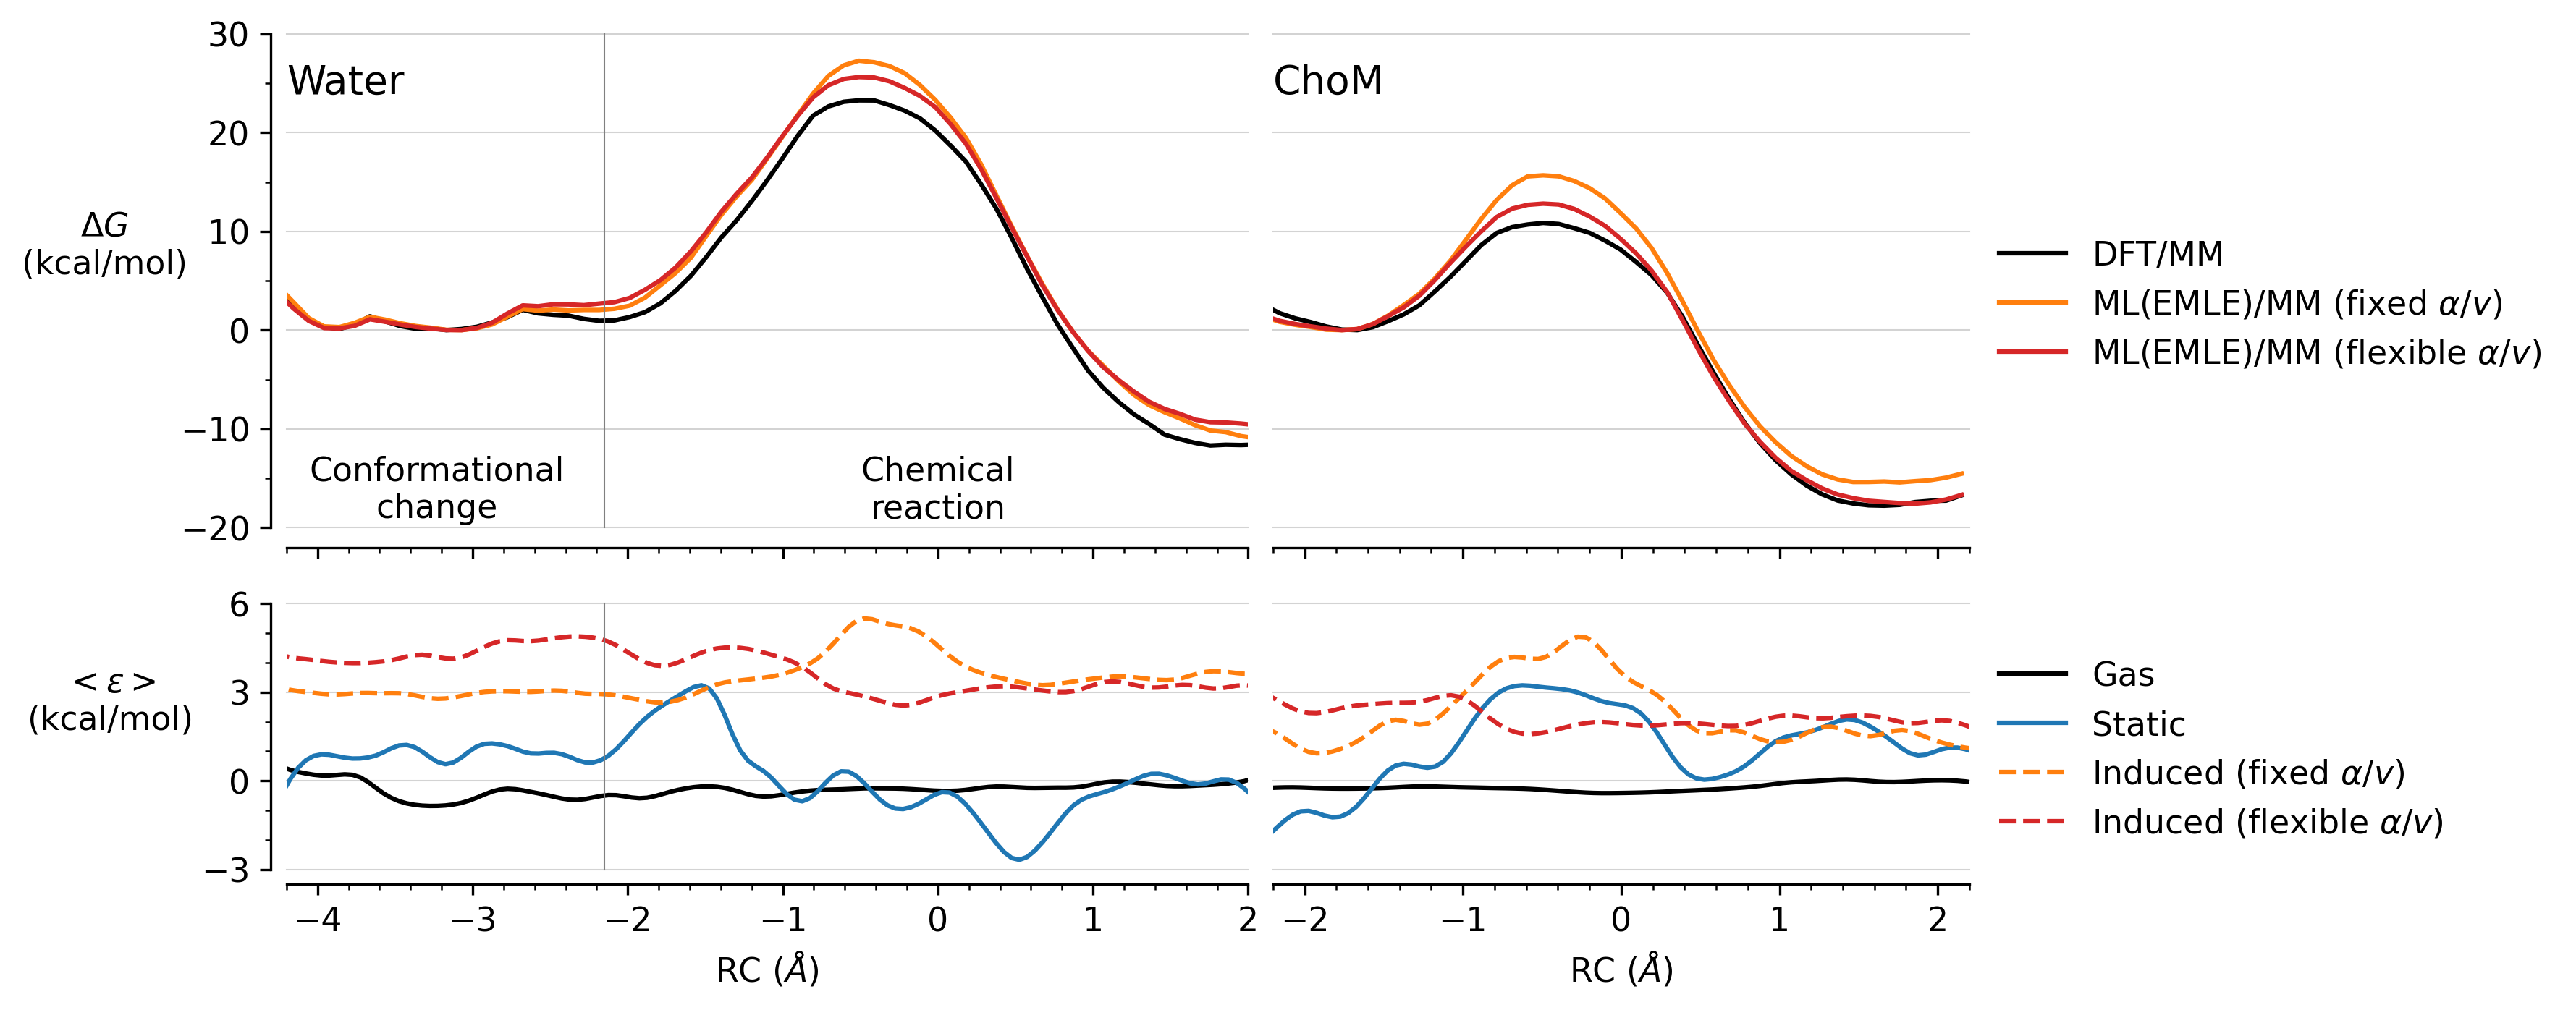 Water
ChoM
30
20
10
0
−10
−20
ΔG
(kcal/mol)
Conformational
change
Chemical
reaction
DFT/MM
ML(EMLE)/MM (fixed α/v)
ML(EMLE)/MM (flexible α/v)
6
3
0
−3
< ε >
(kcal/mol)
Gas
Static
Induced (fixed α/v)
Induced (flexible α/v)
−4 −3 −2 −1 0 1 2
−2 −1 0 1 2
RC (Å)
RC (Å)